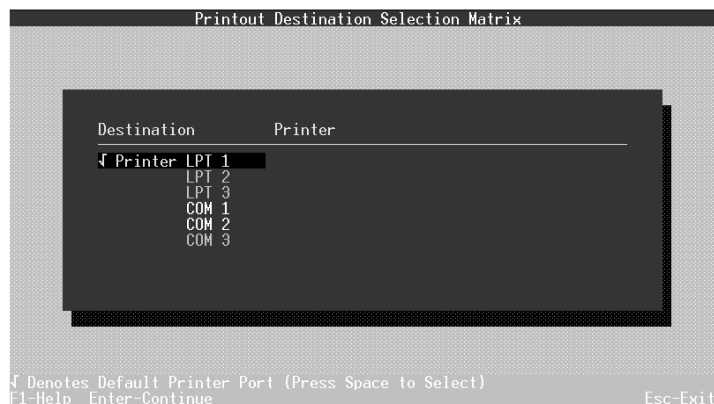 Printout Destination Selection Matrix
Destination Printer
√ Printer LPT 1
LPT 2
LPT 3
COM 1
COM 2
COM 3
√ Denotes Default Printer Port (Press Space to Select)
F1-Help Enter-Continue Esc-Exit